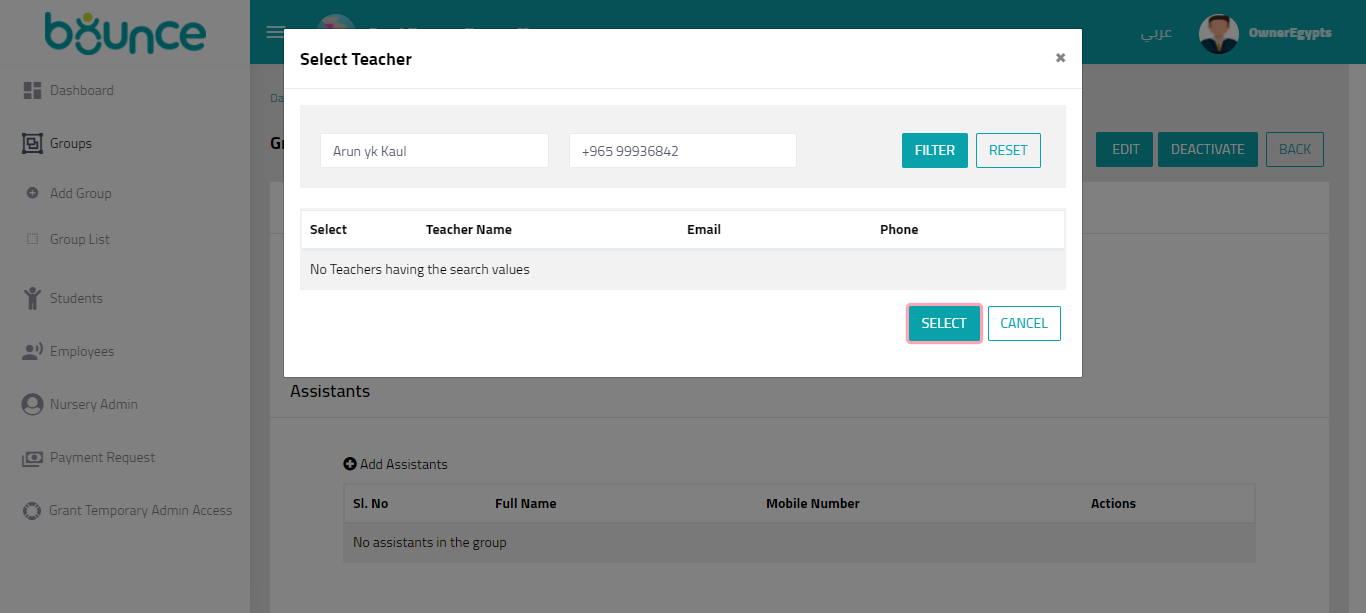 bounce
عربي
OwnerEgypts
Select Teacher
×
Dashboard
Groups
Add Group
Group List
Students
Employees
Nursery Admin
Payment Request
Grant Temporary Admin Access
Da
G
EDIT
DEACTIVATE
BACK
Arun yk Kaul
+965 99936842
FILTER
RESET
Select Teacher Name Email Phone
No Teachers having the search values
SELECT
CANCEL
Assistants
Add Assistants
Sl. No Full Name Mobile Number Actions
No assistants in the group